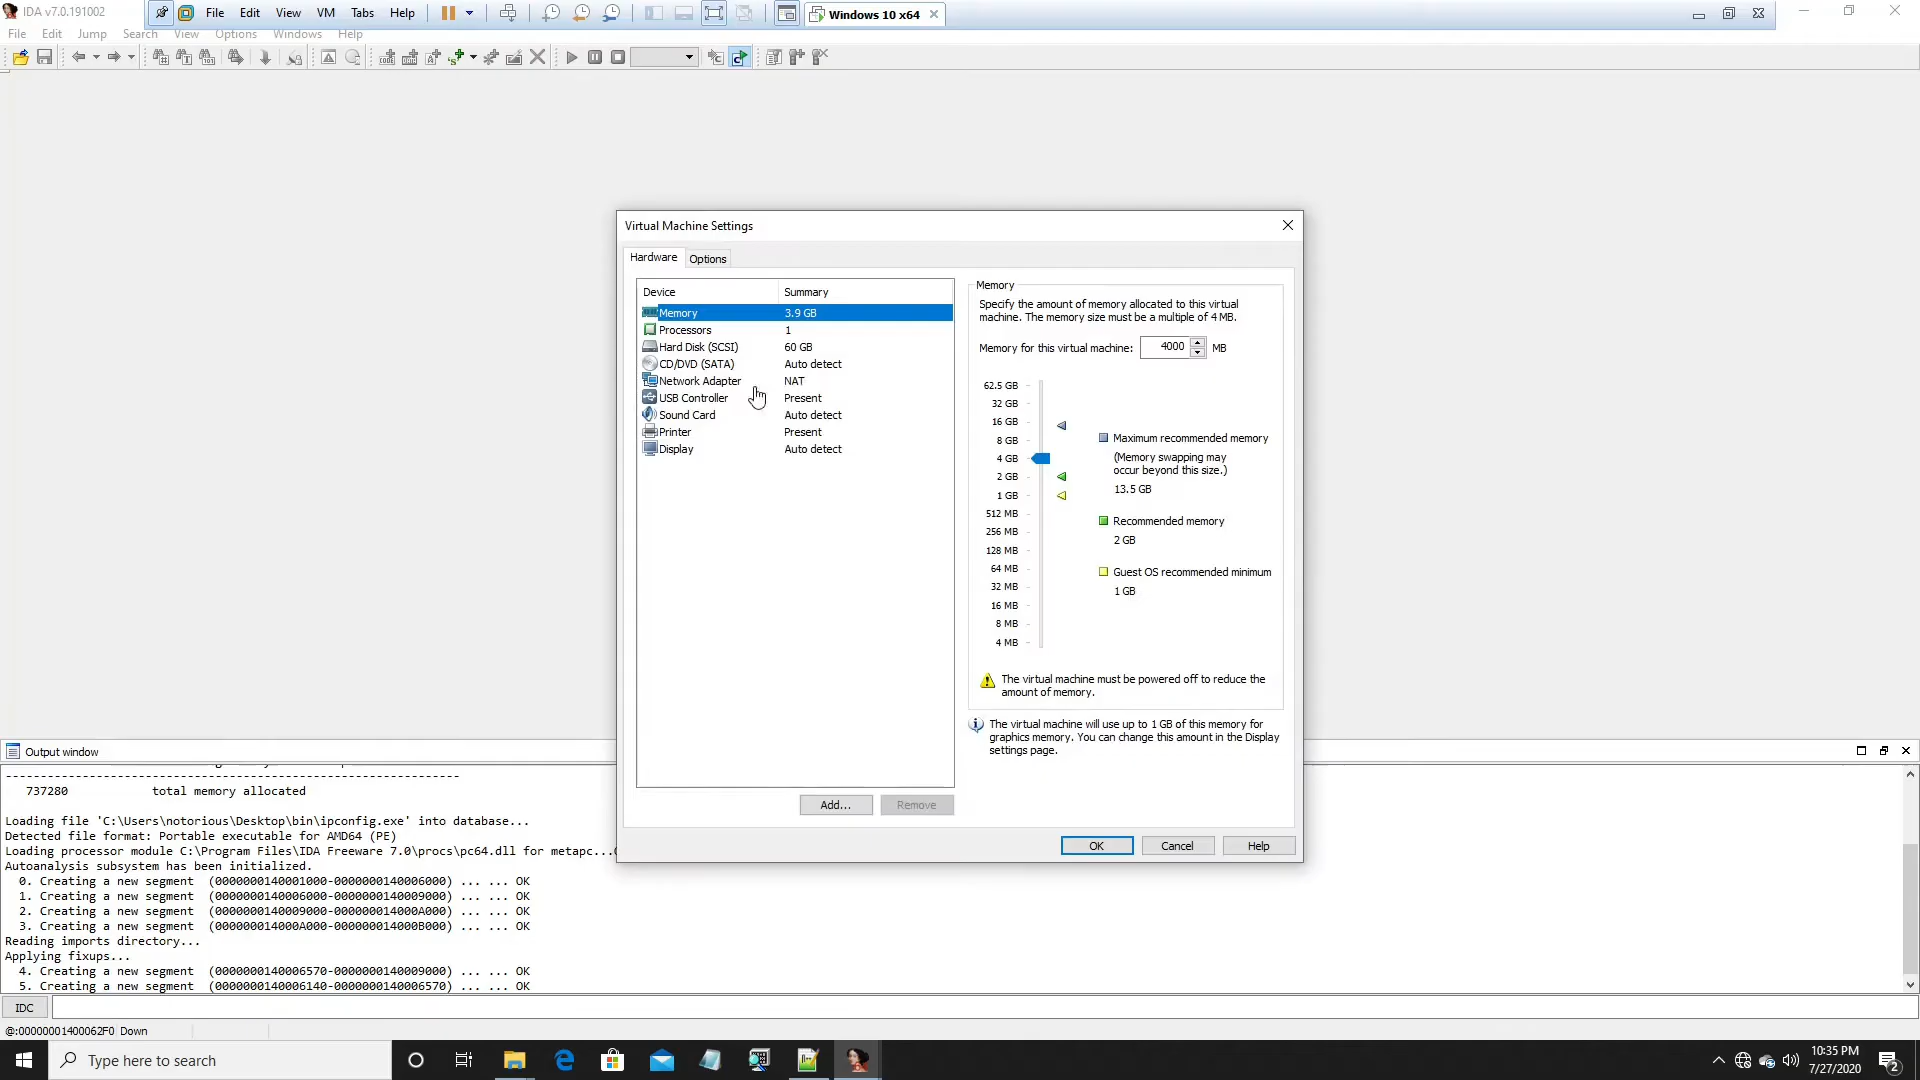 IDA v7.0.191002
File Edit View VM Tabs Help
Windows 10 x64
File Edit Jump Search View Options Windows Help
Virtual Machine Settings
Hardware Options
Device Summary
Memory 3.9 GB
Processors 1
Hard Disk (SCSI) 60 GB
CD/DVD (SATA) Auto detect
Network Adapter NAT
USB Controller Present
Sound Card Auto detect
Printer Present
Display Auto detect
Add... Remove
Memory
Specify the amount of memory allocated to this virtual
machine. The memory size must be a multiple of 4 MB.
Memory for this virtual machine: 4000 MB
62.5 GB
32 GB
16 GB
8 GB
4 GB
2 GB
1 GB
512 MB
256 MB
128 MB
64 MB
32 MB
16 MB
8 MB
4 MB
Maximum recommended memory
(Memory swapping may
occur beyond this size.)
13.5 GB
Recommended memory
2 GB
Guest OS recommended minimum
1 GB
The virtual machine must be powered off to reduce the
amount of memory.
The virtual machine will use up to 1 GB of this memory for
graphics memory. You can change this amount in the Display
settings page.
OK Cancel Help
Output window
-----------------------------------------------------------------
737280 total memory allocated
Loading file 'C:\Users\notorious\Desktop\bin\ipconfig.exe' into database...
Detected file format: Portable executable for AMD64 (PE)
Loading processor module C:\Program Files\IDA Freeware 7.0\procs\pc64.dll for metapc...
Autoanalysis subsystem has been initialized.
0. Creating a new segment (0000000140001000-0000000140006000) ... ... OK
1. Creating a new segment (0000000140006000-0000000140009000) ... ... OK
2. Creating a new segment (0000000140009000-000000014000A000) ... ... OK
3. Creating a new segment (000000014000A000-000000014000B000) ... ... OK
Reading imports directory...
Applying fixups...
4. Creating a new segment (0000000140006570-0000000140009000) ... ... OK
5. Creating a new segment (0000000140006140-0000000140006570) ... ... OK
IDC
@:00000001400062F0 Down
Type here to search
10:35 PM
7/27/2020
2